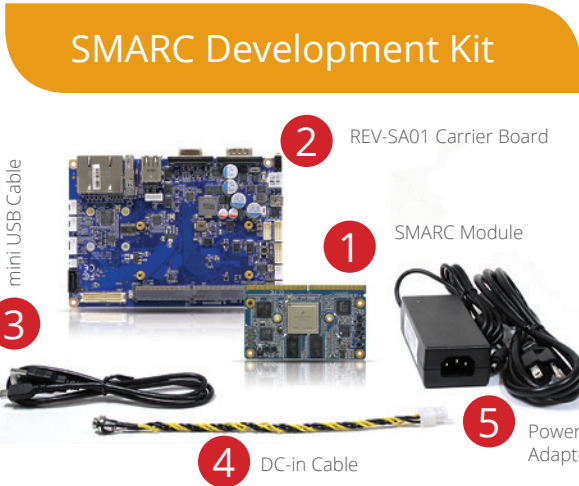 SMARC Development Kit
2
REV-SA01 Carrier Board
1
SMARC Module
mini USB Cable
3
4
DC-in Cable
5
Power